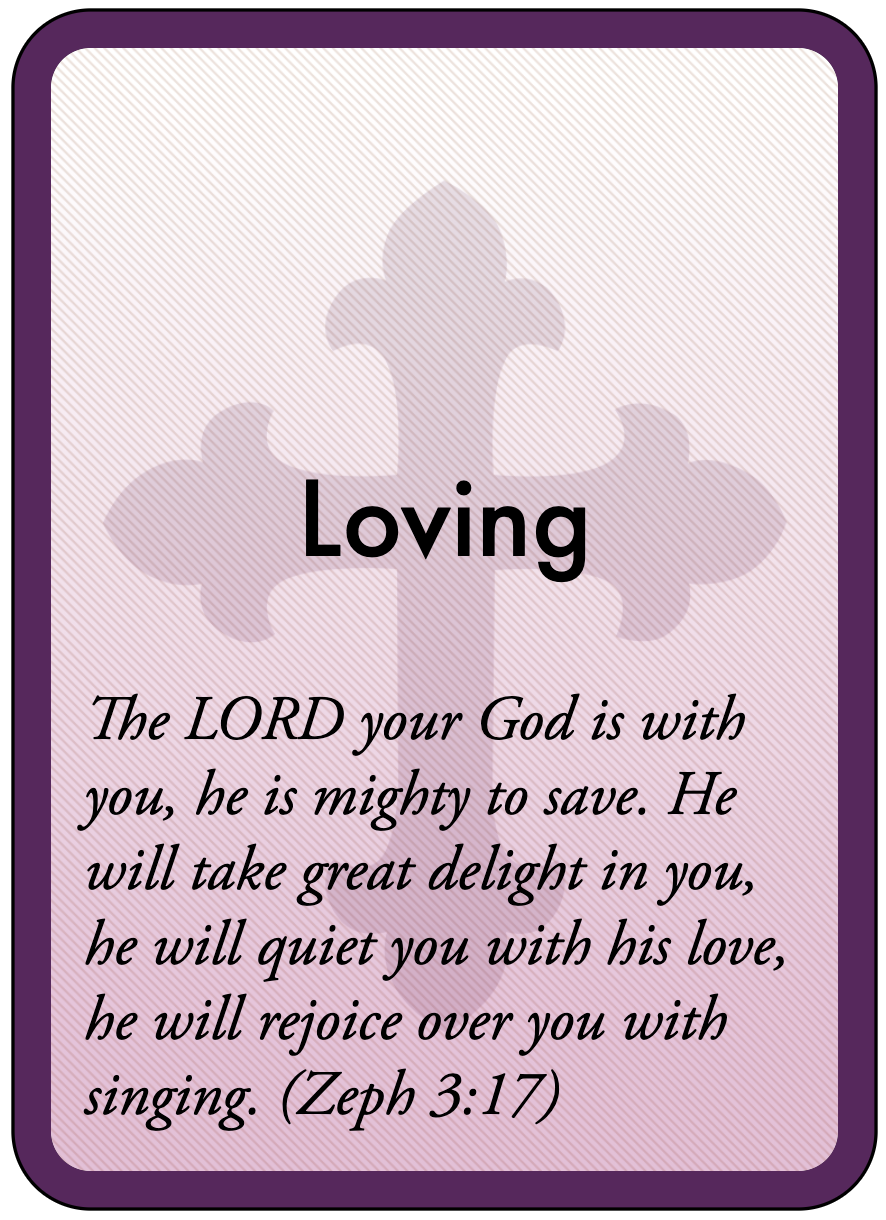 Loving
The LORD your God is with
you, he is mighty to save. He
will take great delight in you,
he will quiet you with his love,
he will rejoice over you with
singing. (Zeph 3:17)